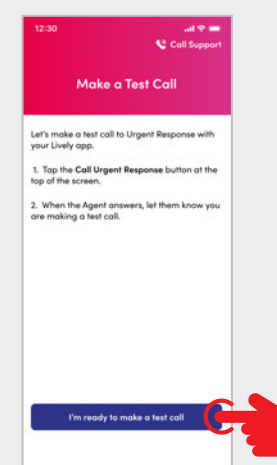 12:30
Call Support
Make a Test Call
Let's make a test call to Urgent Response with
your Lively app.
1. Tap the Call Urgent Response button at the
top of the screen.
2. When the Agent answers, let them know you
are making a test call.
I'm ready to make a test call